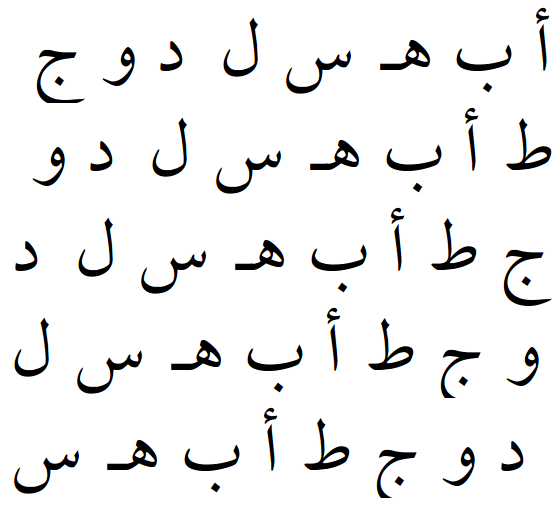 أ ب هـ س ل د و ج
ط أ ب هـ س ل د و
ج ط أ ب هـ س ل د
و ج ط أ ب هـ س ل
د و ج ط أ ب هـ س